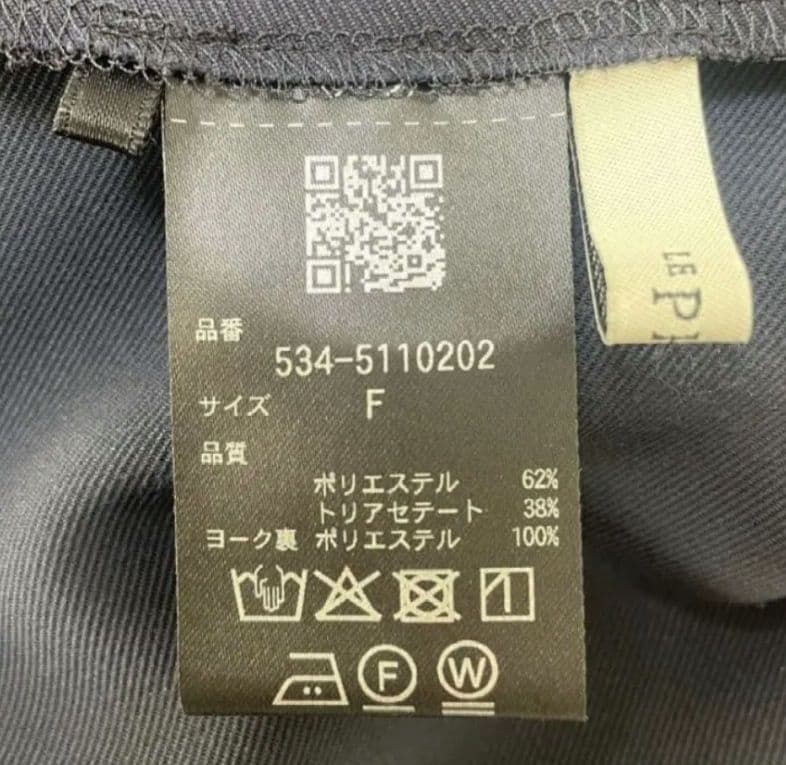 品番
534-5110202
サイズ F
品質
ポリエステル 62%
トリアセテート 38%
ヨーク裏 ポリエステル 100%
F W
LE